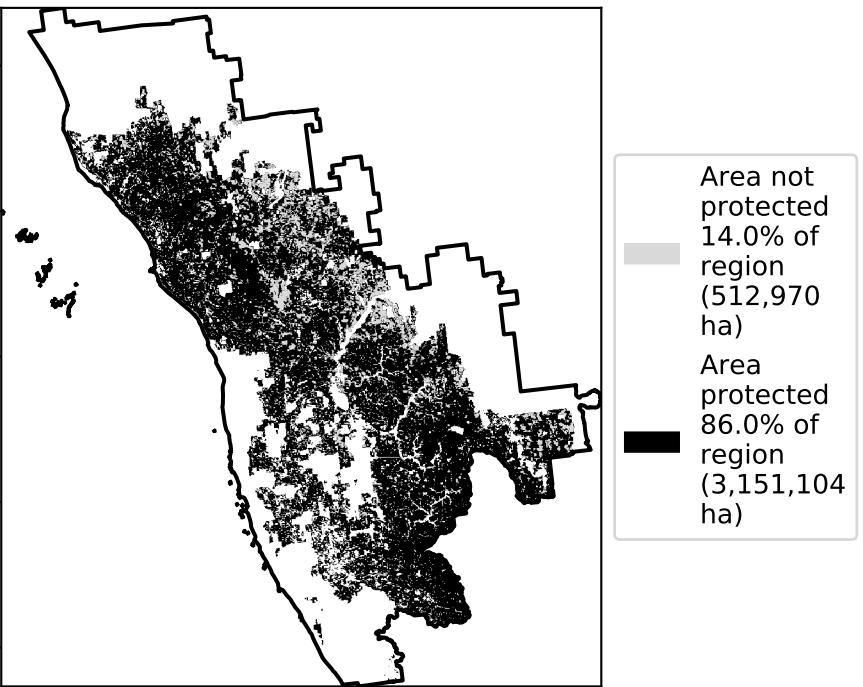 Area not
protected
14.0% of
region
(512,970
ha)
Area
protected
86.0% of
region
(3,151,104
ha)